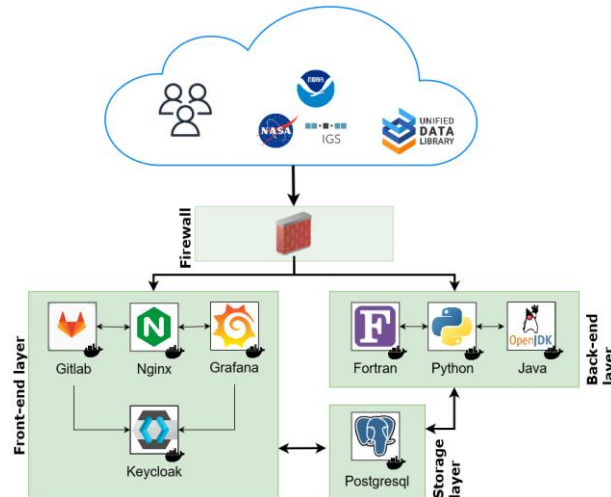 NOAA
NASA
IGS
UNIFIED
DATA
LIBRARY
Firewall
Front-end layer
Gitlab
Nginx
Grafana
Keycloak
Fortran
Python
OpenJDK
Java
Back-end
layer
Postgresql
Storage
layer